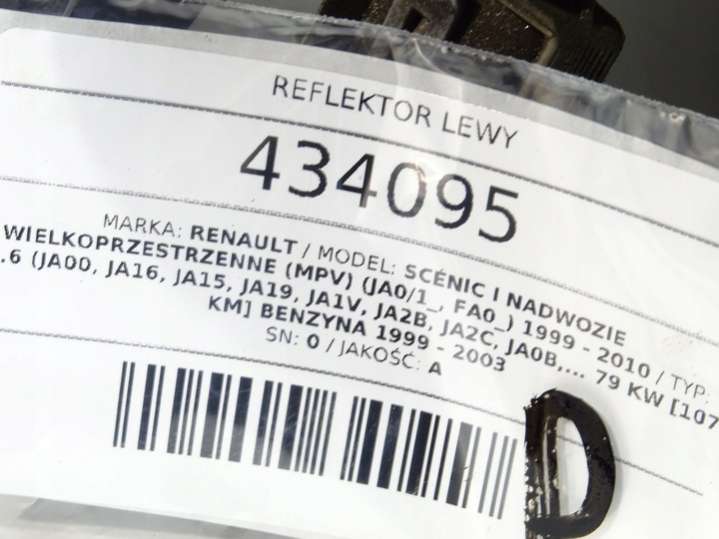 REFLEKTOR LEWY
434095
MARKA: RENAULT / MODEL: SCÉNIC I NADWOZIE
WIELKOPRZESTRZENNE (MPV) (JA0/1_, FA0_) 1999 - 2010 / TYP:
.6 (JA00, JA16, JA15, JA19, JA1V, JA2B, JA2C, JA0B,... 79 KW [107
KM] BENZYNA 1999 - 2003
SN: 0 / JAKOŚĆ: A
D